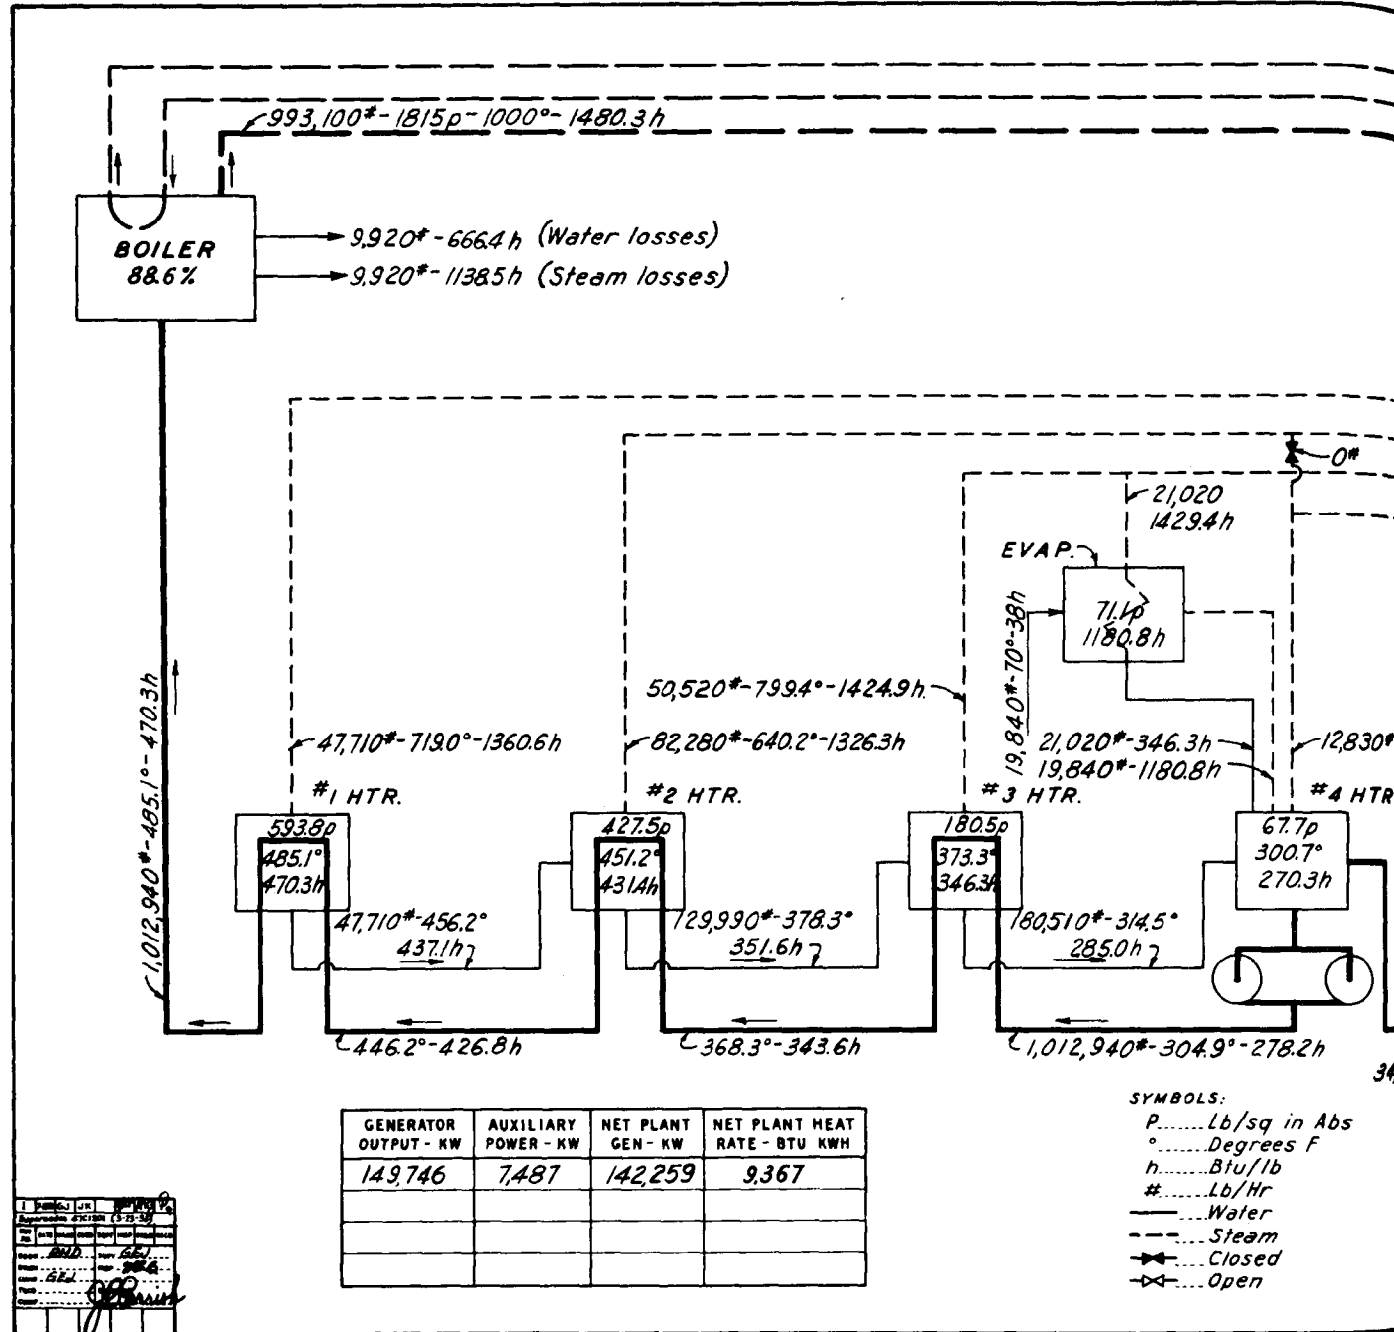 993,100#-1815p-1000°-1480.3h
BOILER
88.6%
9,920#-666.4h (Water losses)
9,920#-1138.5h (Steam losses)
0#
21,020
1429.4h
EVAP.
71.1p
1180.8h
19,840#-70°-38h
50,520#-799.4°-1424.9h
47,710#-719.0°-1360.6h
82,280#-640.2°-1326.3h
21,020#-346.3h
19,840#-1180.8h
12,830#
1,012,940#-485.1°-470.3h
#1 HTR.
#2 HTR.
#3 HTR.
#4 HTR
593.8p
485.1°
470.3h
427.5p
451.2°
431.4h
180.5p
373.3°
346.3h
67.7p
300.7°
270.3h
47,710#-456.2°
437.1h
129,990#-378.3°
351.6h
180,510#-314.5°
285.0h
446.2°-426.8h
368.3°-343.6h
1,012,940#-304.9°-278.2h
34,
GENERATOR OUTPUT - KW
AUXILIARY POWER - KW
NET PLANT GEN - KW
NET PLANT HEAT RATE - BTU KWH
149,746 7,487 142,259 9,367
SYMBOLS:
P.......Lb/sq in Abs
°.......Degrees F
h.......Btu/lb
#.......Lb/Hr
....Water
....Steam
....Closed
....Open